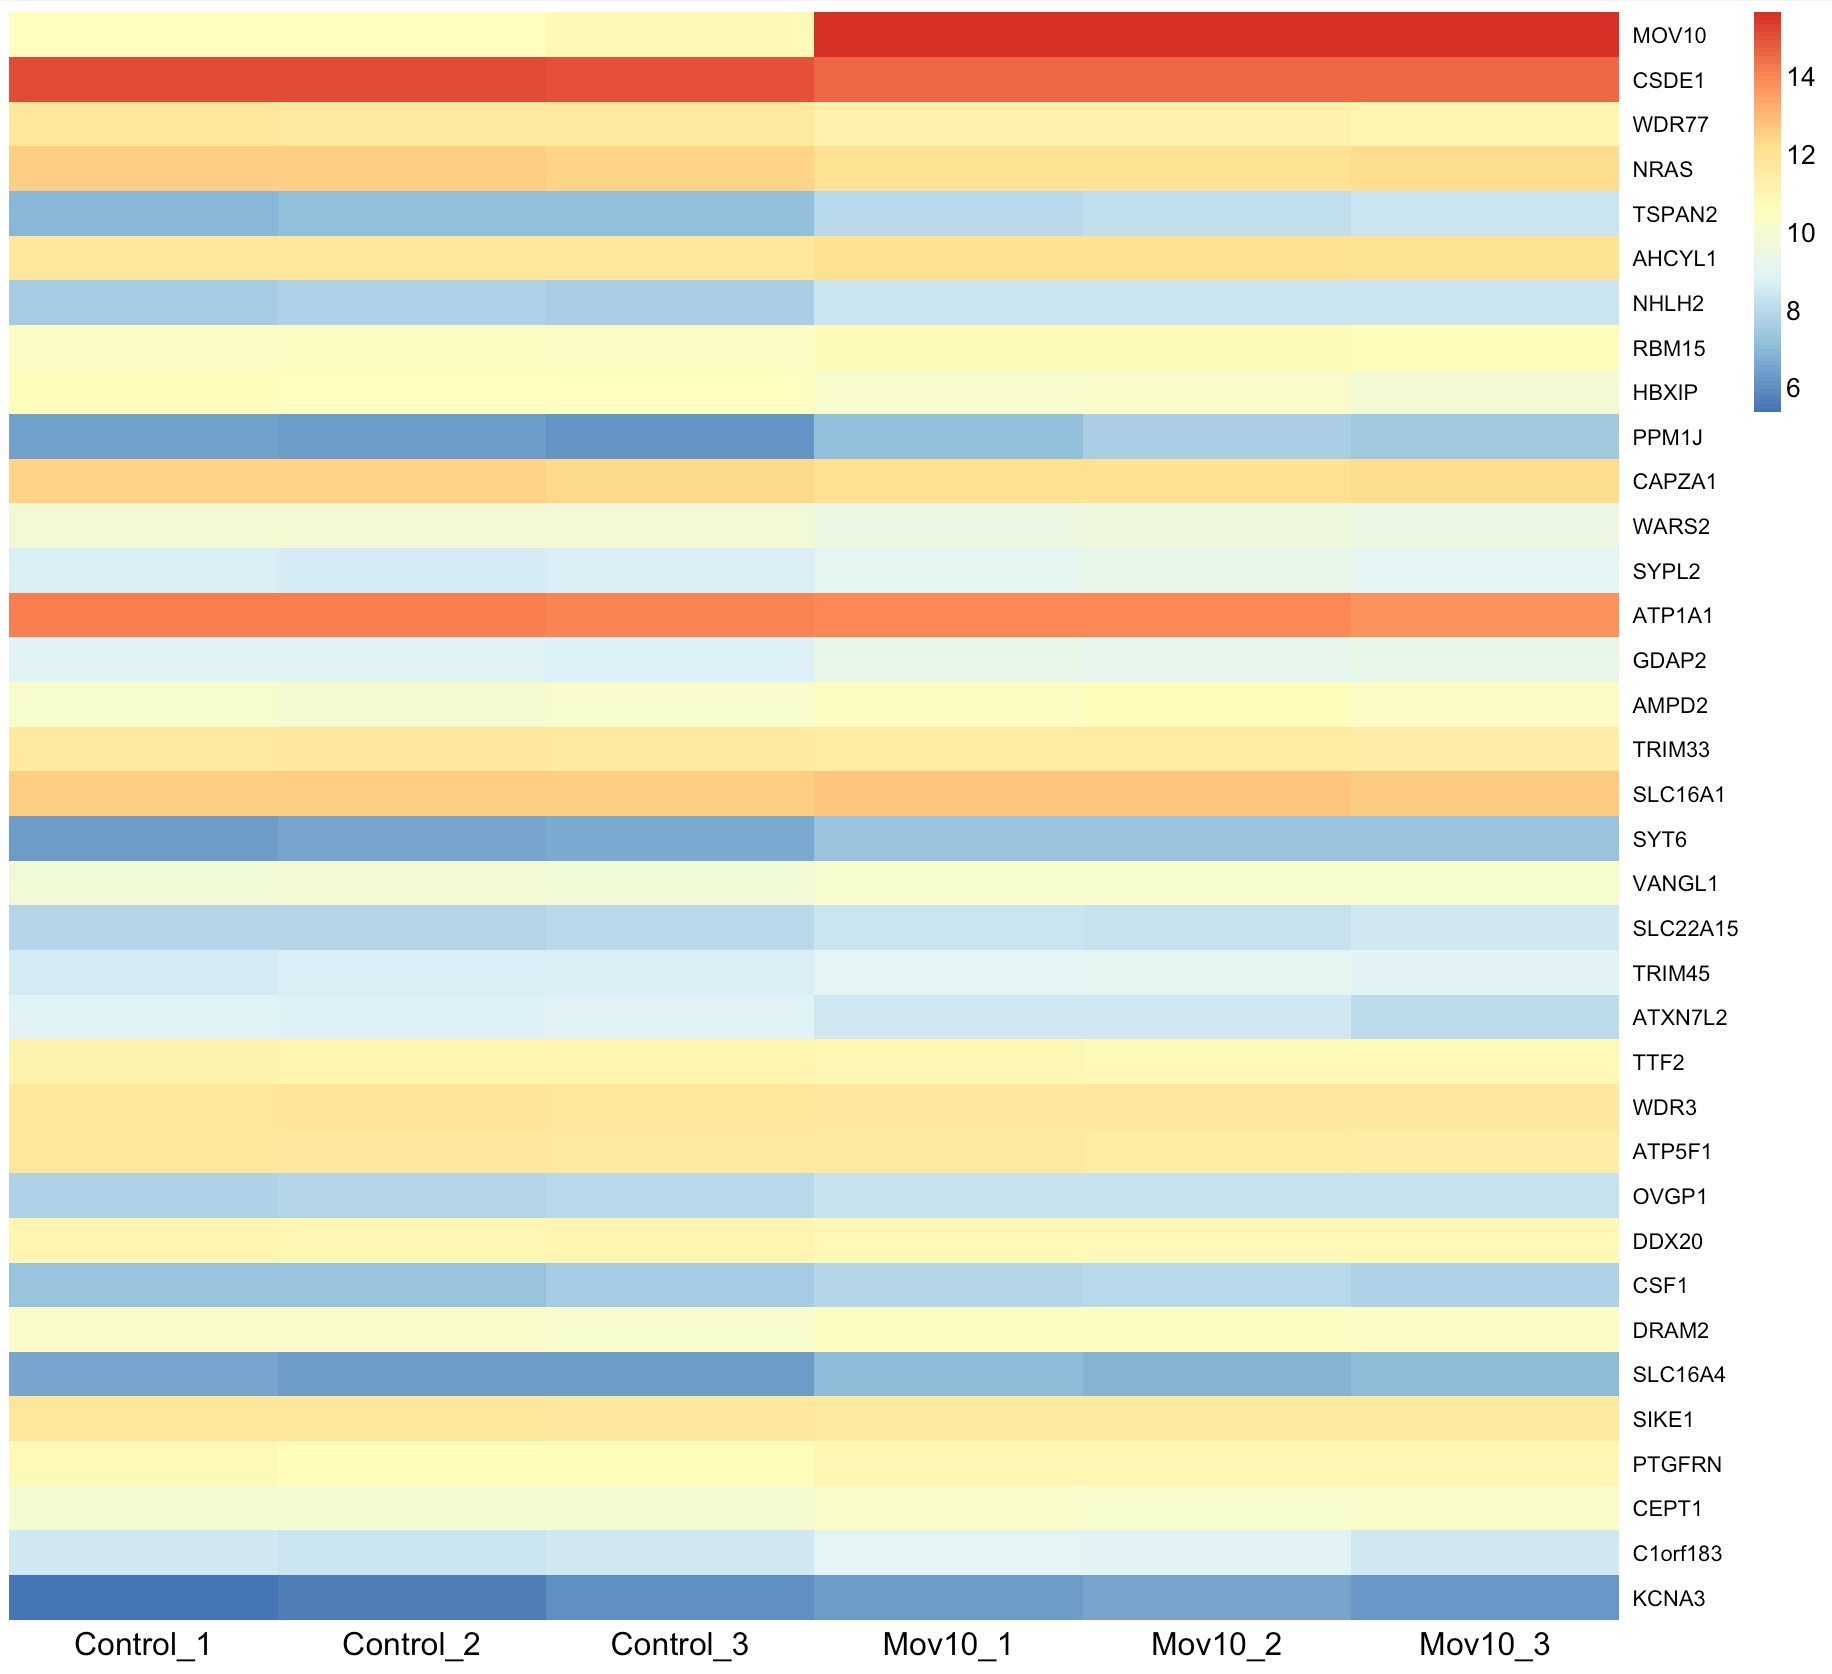 MOV10
CSDE1
WDR77
NRAS
TSPAN2
AHCYL1
NHLH2
RBM15
HBXIP
PPM1J
CAPZA1
WARS2
SYPL2
ATP1A1
GDAP2
AMPD2
TRIM33
SLC16A1
SYT6
VANGL1
SLC22A15
TRIM45
ATXN7L2
TTF2
WDR3
ATP5F1
OVGP1
DDX20
CSF1
DRAM2
SLC16A4
SIKE1
PTGFRN
CEPT1
C1orf183
KCNA3
14
12
10
8
6
Control_1 Control_2 Control_3 Mov10_1 Mov10_2 Mov10_3